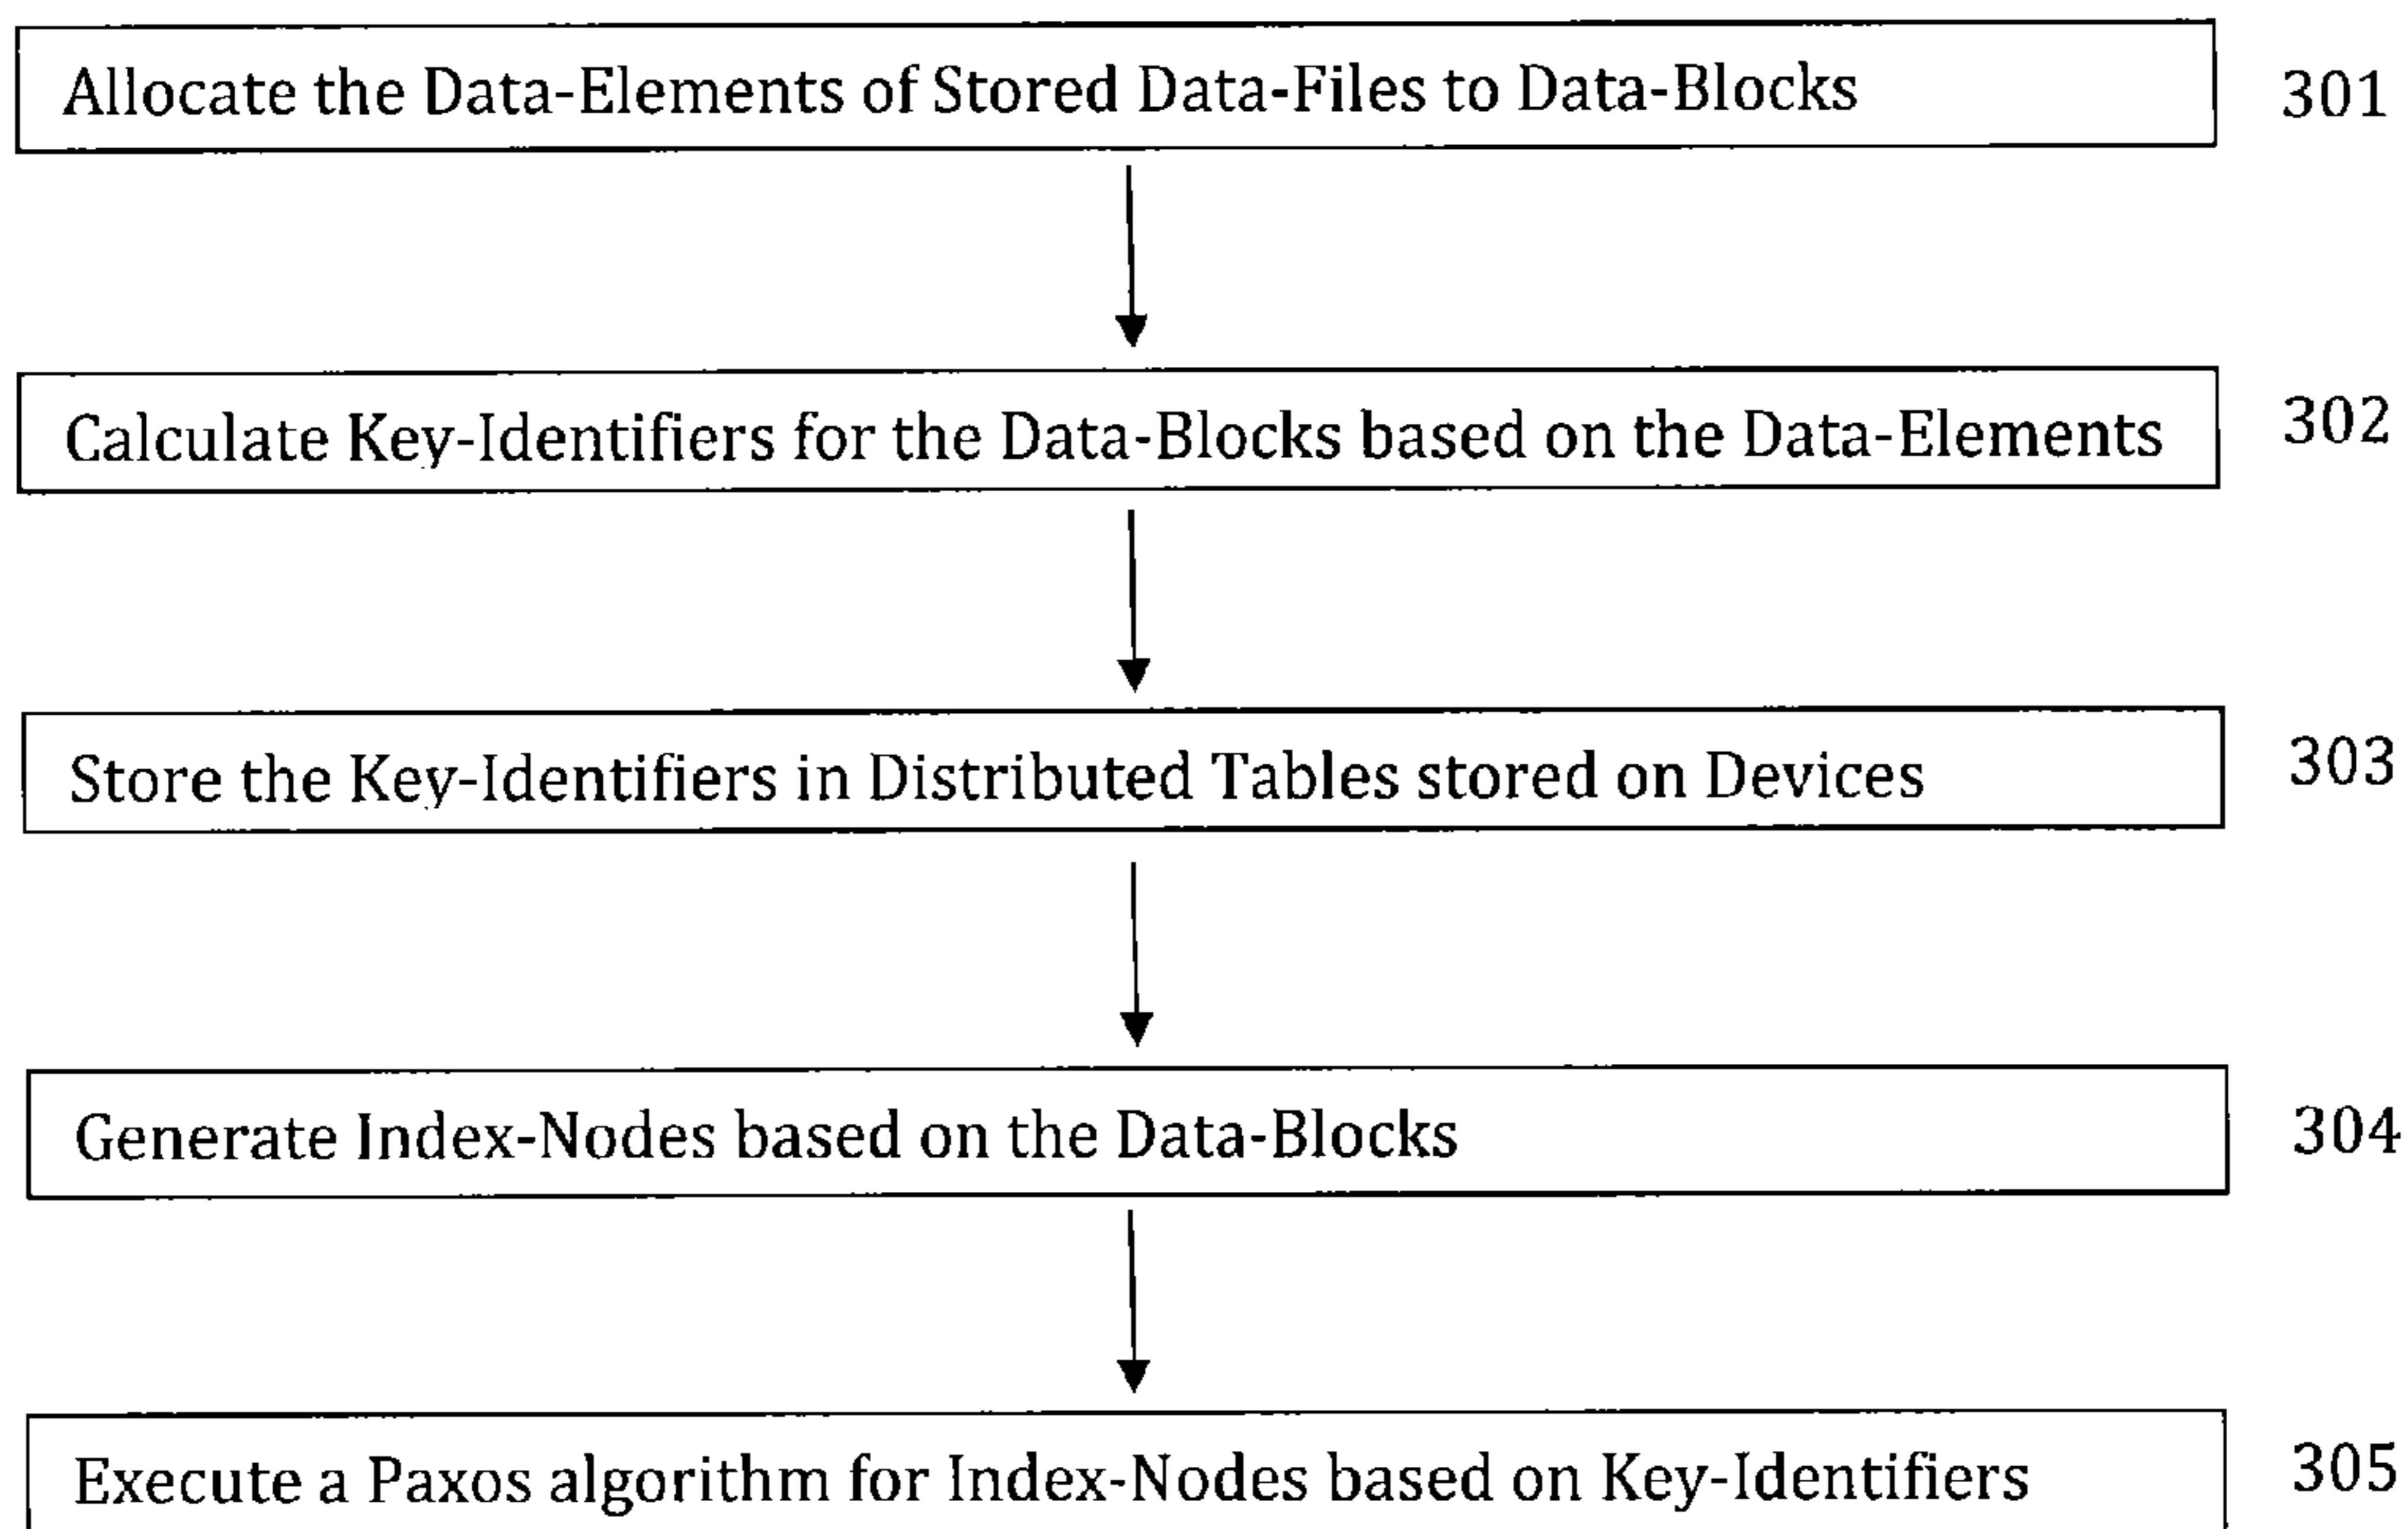 Allocate the Data-Elements of Stored Data-Files to Data-Blocks 301
Calculate Key-Identifiers for the Data-Blocks based on the Data-Elements 302
Store the Key-Identifiers in Distributed Tables stored on Devices 303
Generate Index-Nodes based on the Data-Blocks 304
Execute a Paxos algorithm for Index-Nodes based on Key-Identifiers 305